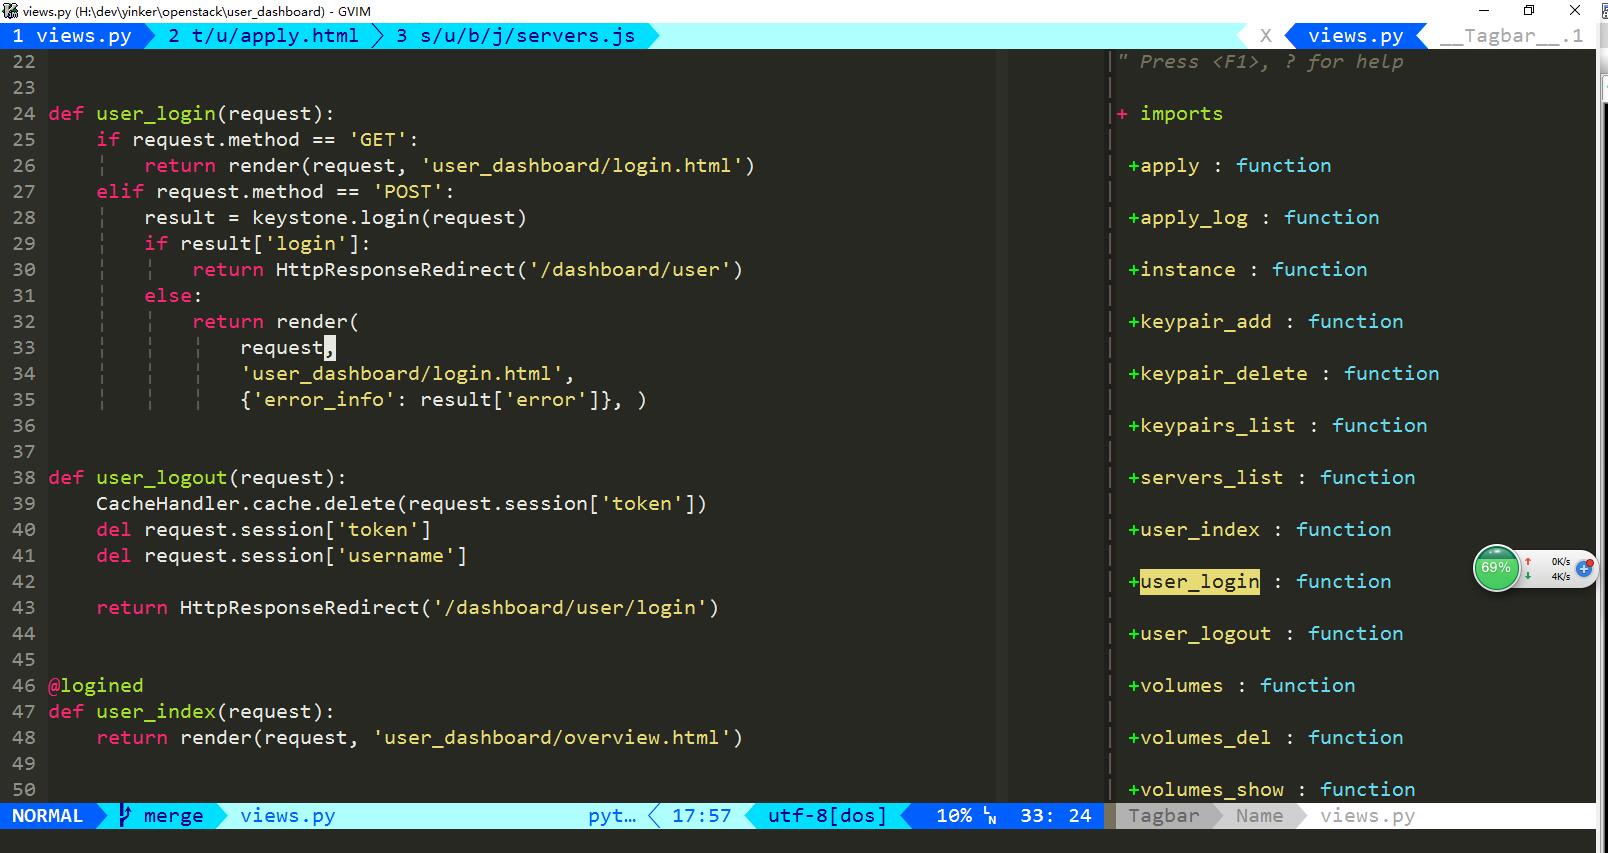 views.py (H:\dev\yinker\openstack\user_dashboard) - GVIM
1 views.py 2 t/u/apply.html 3 s/u/b/j/servers.js X views.py __Tagbar__.1
22
23
24 def user_login(request):
25 if request.method == 'GET':
26 return render(request, 'user_dashboard/login.html')
27 elif request.method == 'POST':
28 result = keystone.login(request)
29 if result['login']:
30 return HttpResponseRedirect('/dashboard/user')
31 else:
32 return render(
33 request,
34 'user_dashboard/login.html',
35 {'error_info': result['error']}, )
36
37
38 def user_logout(request):
39 CacheHandler.cache.delete(request.session['token'])
40 del request.session['token']
41 del request.session['username']
42
43 return HttpResponseRedirect('/dashboard/user/login')
44
45
46 @logined
47 def user_index(request):
48 return render(request, 'user_dashboard/overview.html')
49
50
" Press <F1>, ? for help
+ imports
+apply : function
+apply_log : function
+instance : function
+keypair_add : function
+keypair_delete : function
+keypairs_list : function
+servers_list : function
+user_index : function
+user_login : function
+user_logout : function
+volumes : function
+volumes_del : function
+volumes_show : function
69% 0K/s
4K/s
NORMAL merge views.py pyt… 17:57 utf-8[dos] 10% 33: 24 Tagbar Name views.py